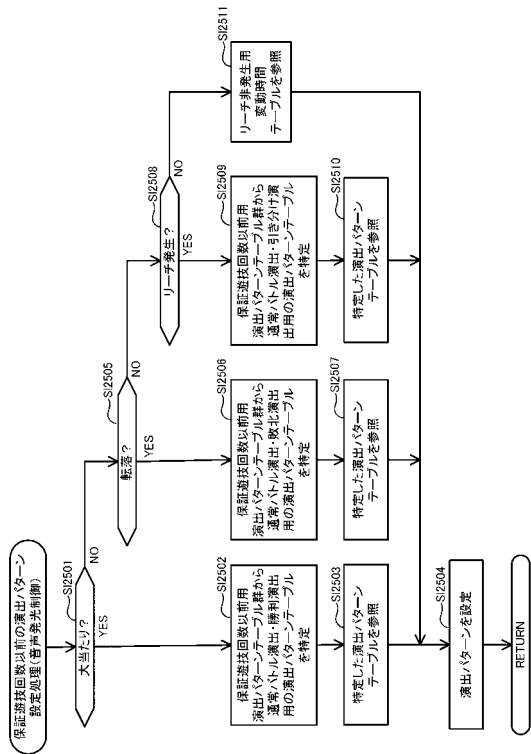 保証遊技回数以前の演出パターン
設定処理(音声発光制御)
SI2501
大当たり?
NO
YES
SI2502
保証遊技回数以前用
演出パターンテーブル群から
通常バトル演出・勝利演出
用の演出パターンテーブル
を特定
SI2503
特定した演出パターン
テーブルを参照
SI2504
演出パターンを設定
RETURN
SI2505
転落?
NO
YES
SI2506
保証遊技回数以前用
演出パターンテーブル群から
通常バトル演出・敗北演出
用の演出パターンテーブル
を特定
SI2507
特定した演出パターン
テーブルを参照
SI2508
リーチ発生?
NO
YES
SI2509
保証遊技回数以前用
演出パターンテーブル群から
通常バトル演出・引き分け演
出用の演出パターンテーブル
を特定
SI2510
特定した演出パターン
テーブルを参照
SI2511
リーチ非発生用
変動時間
テーブルを参照